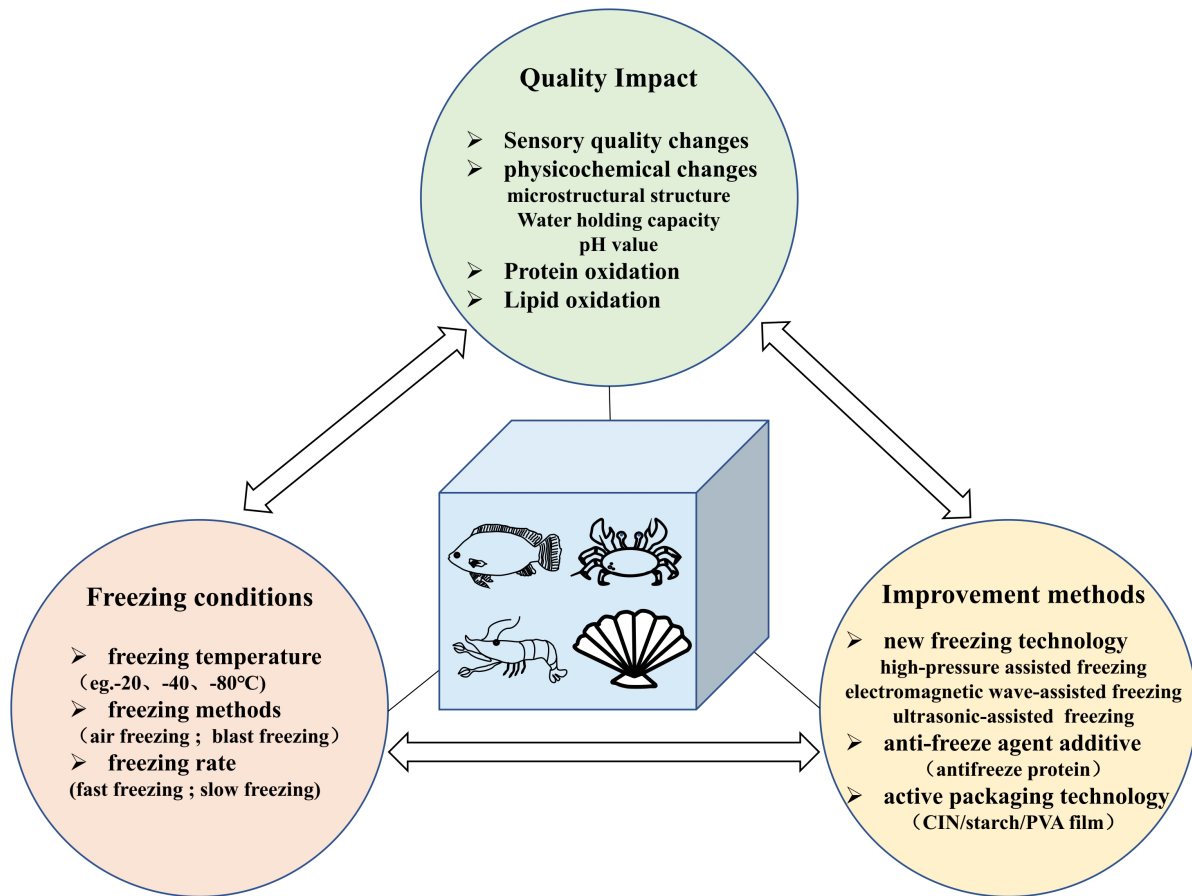 Quality Impact
➢ Sensory quality changes
➢ physicochemical changes
microstructural structure
Water holding capacity
pH value
➢ Protein oxidation
➢ Lipid oxidation
Freezing conditions
➢ freezing temperature
（eg.-20、-40、-80℃)
➢ freezing methods
（air freezing ; blast freezing）
➢ freezing rate
(fast freezing ; slow freezing)
Improvement methods
➢ new freezing technology
high-pressure assisted freezing
electromagnetic wave-assisted freezing
ultrasonic-assisted freezing
➢ anti-freeze agent additive
（antifreeze protein）
➢ active packaging technology
（CIN/starch/PVA film）